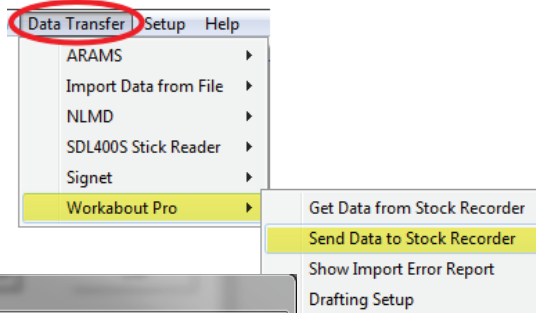 Data Transfer Setup Help
ARAMS
Import Data from File
NLMD
SDL400S Stick Reader
Signet
Workabout Pro
Get Data from Stock Recorder
Send Data to Stock Recorder
Show Import Error Report
Drafting Setup